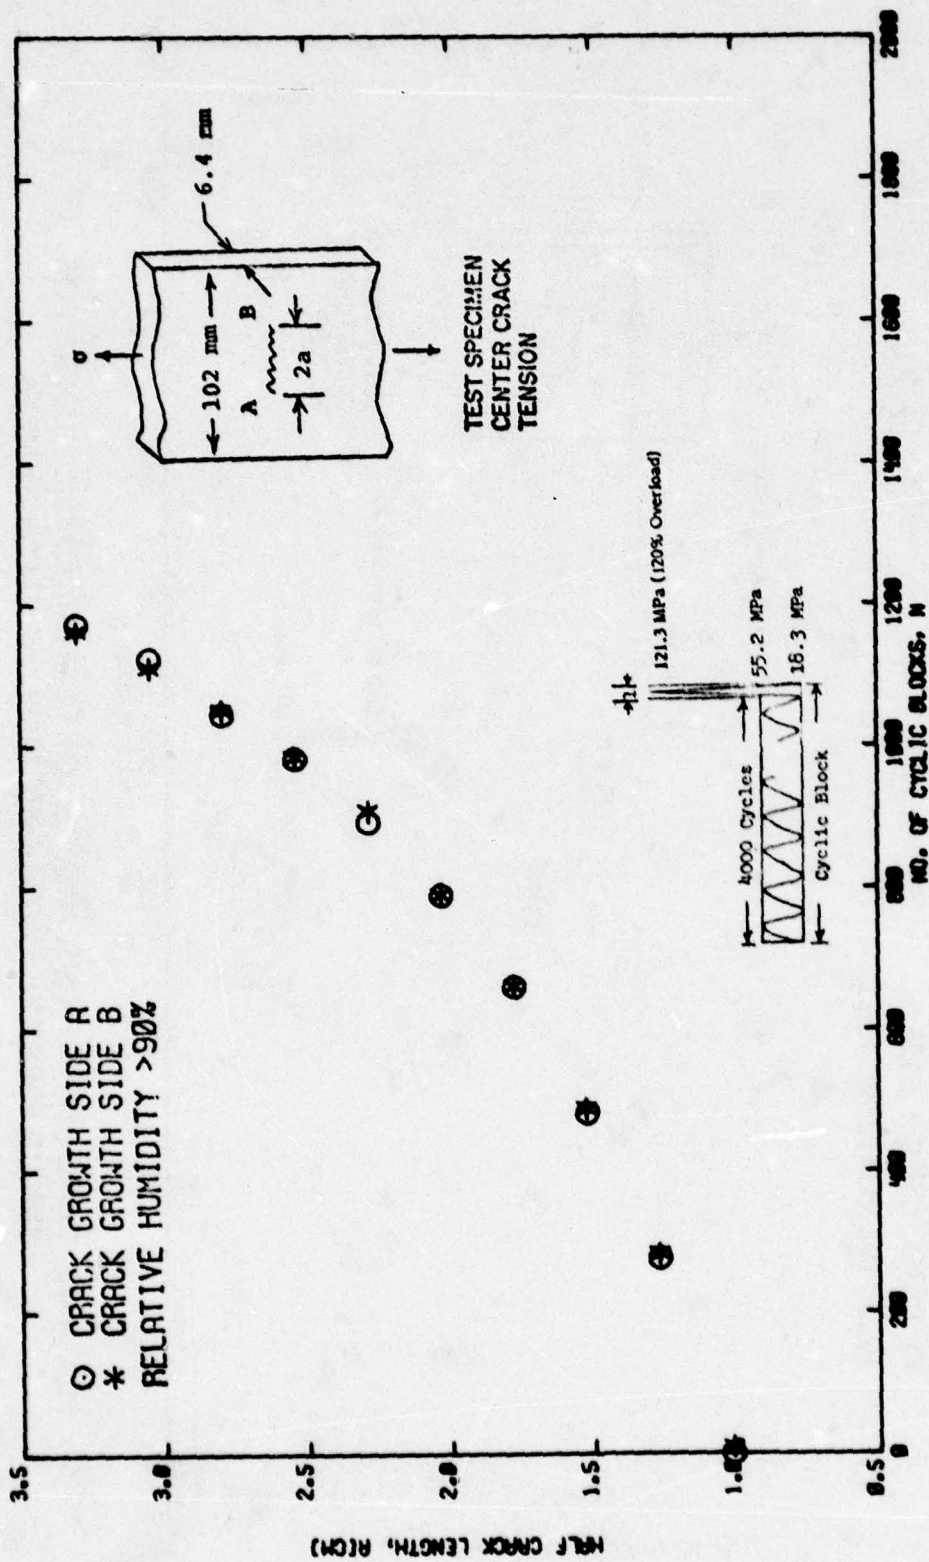 ⊙ CRACK GROWTH SIDE A
* CRACK GROWTH SIDE B
RELATIVE HUMIDITY >90%
σ
102 mm
6.4 mm
A
B
2a
TEST SPECIMEN
CENTER CRACK
TENSION
121.3 MPa (120% Overload)
4000 Cycles
55.2 MPa
16.3 MPa
Cyclic Block
3.5
3.0
2.5
2.0
1.5
1.0
0.5
HALF CRACK LENGTH, A(CM)
0
200
400
600
800
1000
1200
1400
1600
1800
2000
NO. OF CYCLIC BLOCKS, N